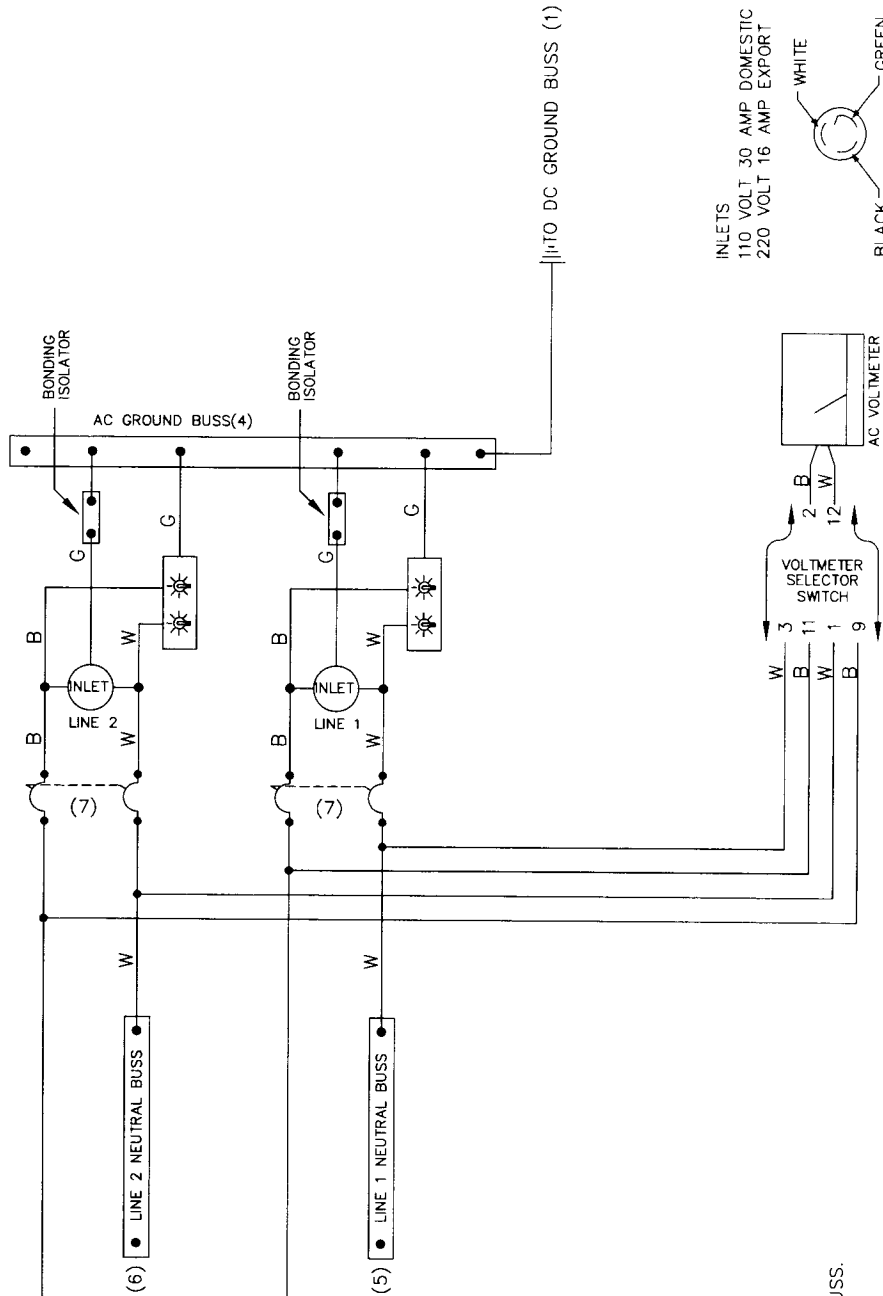 TO DC GROUND BUSS (1)
INLETS
110 VOLT 30 AMP DOMESTIC
220 VOLT 16 AMP EXPORT
WHITE
GREEN
BLACK
BONDING
ISOLATOR
BONDING
ISOLATOR
AC GROUND BUSS(4)
G
G
G
G
B
W
B
W
INLET
LINE 2
INLET
LINE 1
B
W
B
W
(7)
(7)
W
W
LINE 2 NEUTRAL BUSS
(6)
LINE 1 NEUTRAL BUSS
(5)
AC VOLTMETER
B
W
2
12
VOLTMETER
SELECTOR
SWITCH
3
11
1
9
W
B
W
B
USS.